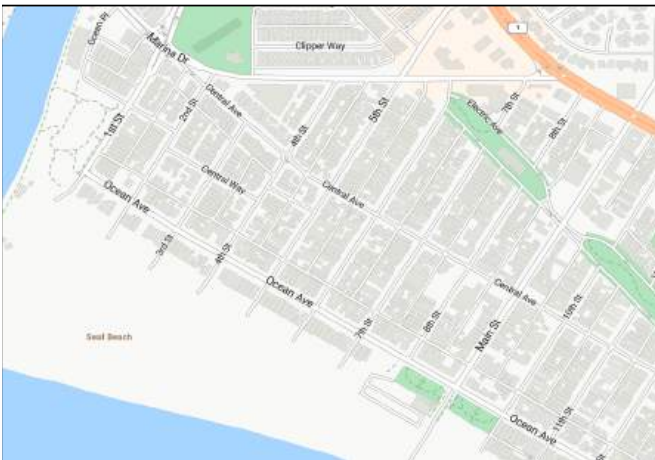 Ocean Pl
Marina Dr
Clipper Way
1
1st St
2nd St
Central Ave
4th St
5th St
Electric Ave
7th St
8th St
Central Way
Central Ave
Ocean Ave
3rd St
4th St
Ocean Ave
Central Ave
10th St
7th St
8th St
Main St
Seal Beach
11th St
Ocean Ave